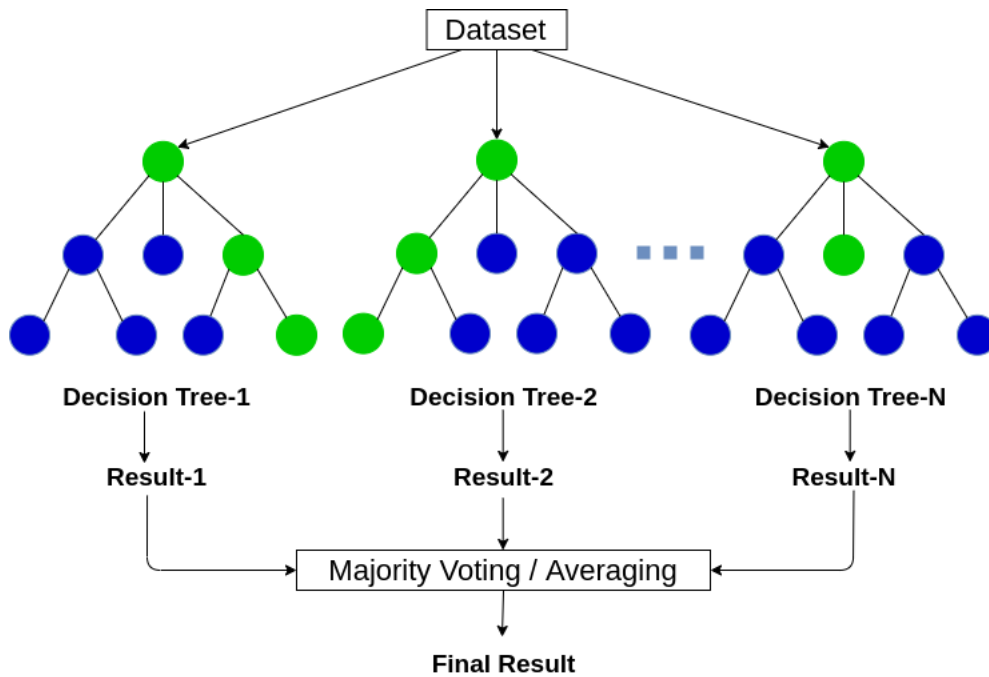 Dataset
Decision Tree-1
Decision Tree-2
Decision Tree-N
Result-1
Result-2
Result-N
Majority Voting / Averaging
Final Result